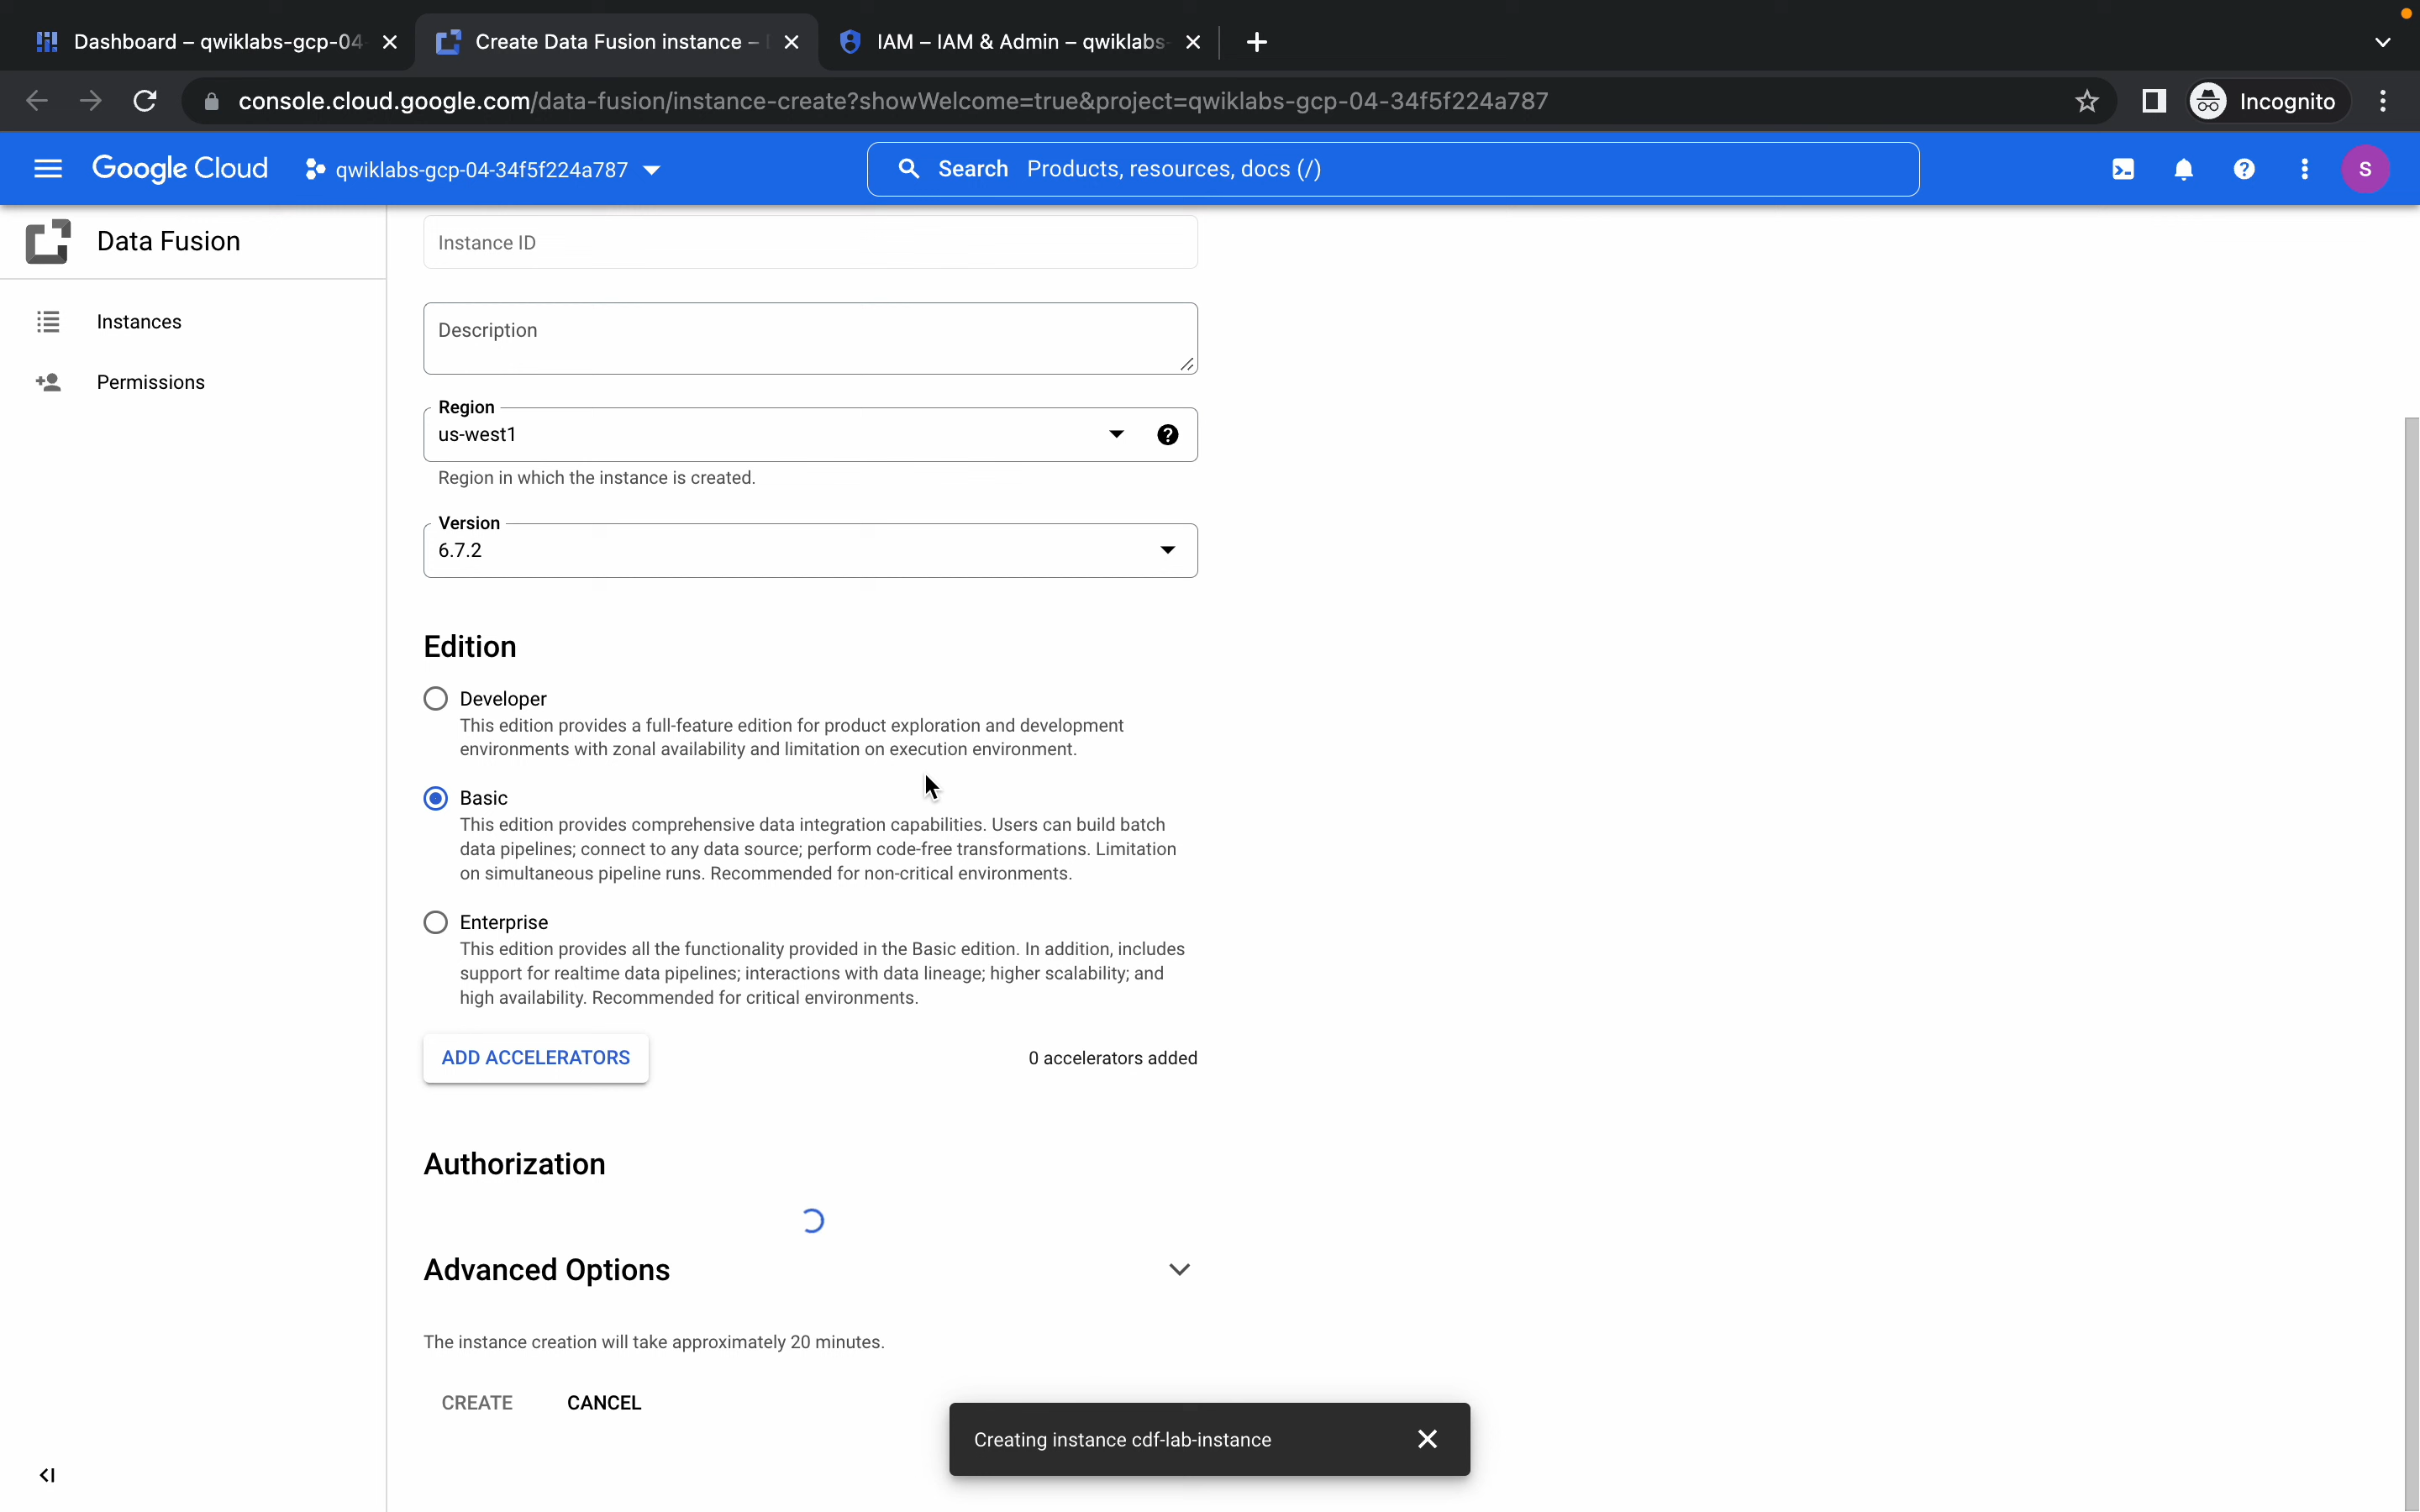 Dashboard – qwiklabs-gcp-04
Create Data Fusion instance –
IAM – IAM & Admin – qwiklabs-
console.cloud.google.com/data-fusion/instance-create?showWelcome=true&project=qwiklabs-gcp-04-34f5f224a787
Incognito
Google Cloud
qwiklabs-gcp-04-34f5f224a787
Search Products, resources, docs (/)
S
Data Fusion
Instances
Permissions
Instance ID
Description
Region
us-west1
Region in which the instance is created.
Version
6.7.2
Edition
Developer
This edition provides a full-feature edition for product exploration and development
environments with zonal availability and limitation on execution environment.
Basic
This edition provides comprehensive data integration capabilities. Users can build batch
data pipelines; connect to any data source; perform code-free transformations. Limitation
on simultaneous pipeline runs. Recommended for non-critical environments.
Enterprise
This edition provides all the functionality provided in the Basic edition. In addition, includes
support for realtime data pipelines; interactions with data lineage; higher scalability; and
high availability. Recommended for critical environments.
ADD ACCELERATORS
0 accelerators added
Authorization
Advanced Options
The instance creation will take approximately 20 minutes.
CREATE
CANCEL
Creating instance cdf-lab-instance